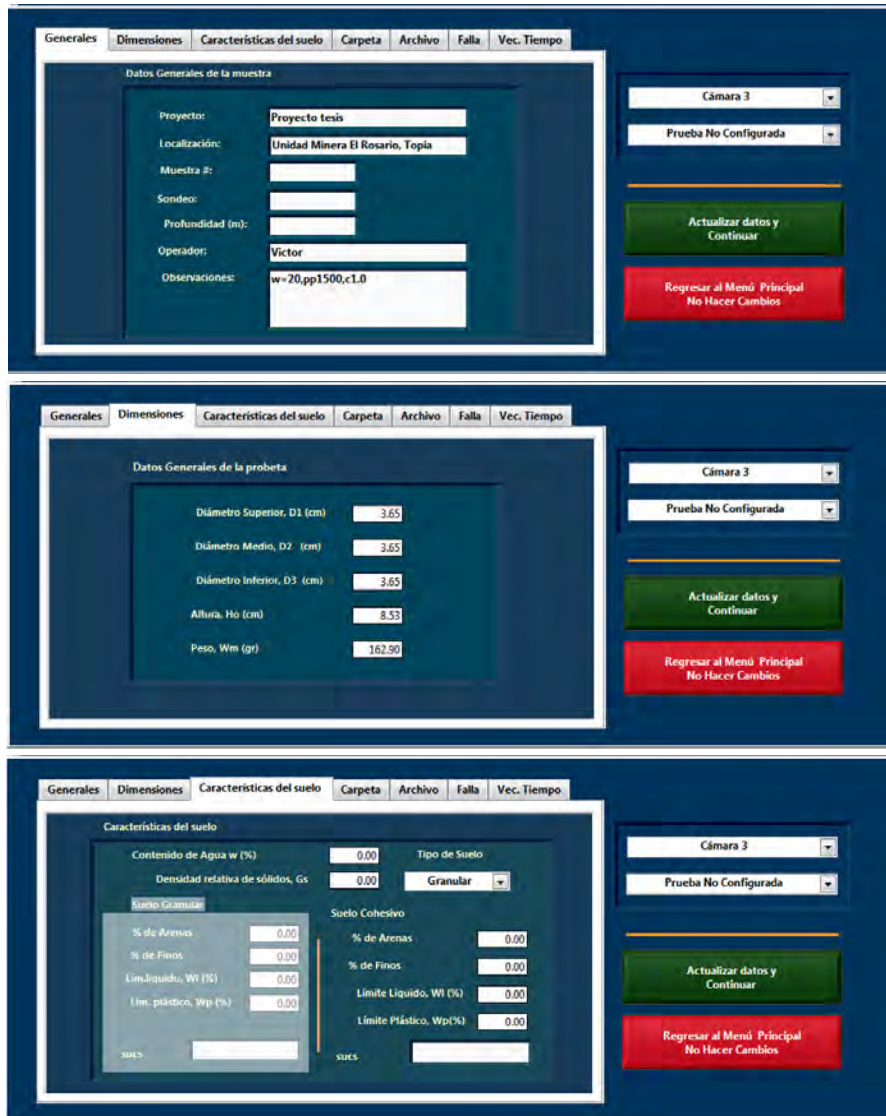 Generales Dimensiones Características del suelo Carpeta Archivo Falla Vec. Tiempo
Datos Generales de la muestra
Proyecto: Proyecto tesis
Localización: Unidad Minera El Rosario, Topia
Muestra #:
Sondeo:
Profundidad (m):
Operador: Victor
Observaciones: w=20,pp1500,c1.0
Cámara 3
Prueba No Configurada
Actualizar datos y
Continuar
Regresar al Menú Principal
No Hacer Cambios
Generales Dimensiones Características del suelo Carpeta Archivo Falla Vec. Tiempo
Datos Generales de la probeta
Diámetro Superior, D1 (cm) 3.65
Diámetro Medio, D2 (cm) 3.65
Diámetro Inferior, D3 (cm) 3.65
Altura, Ho (cm) 8.53
Peso, Wm (gr) 162.90
Cámara 3
Prueba No Configurada
Actualizar datos y
Continuar
Regresar al Menú Principal
No Hacer Cambios
Generales Dimensiones Características del suelo Carpeta Archivo Falla Vec. Tiempo
Características del suelo
Contenido de Agua w (%) 0.00 Tipo de Suelo
Densidad relativa de sólidos, Gs 0.00 Granular
Suelo Granular
% de Arenas 0.00
% de Finos 0.00
Lim.liquido, Wl (%) 0.00
Lim. plástico, Wp (%) 0.00
sucs
Suelo Cohesivo
% de Arenas 0.00
% de Finos 0.00
Límite Liquido, Wl (%) 0.00
Límite Plástico, Wp(%) 0.00
sucs
Cámara 3
Prueba No Configurada
Actualizar datos y
Continuar
Regresar al Menú Principal
No Hacer Cambios